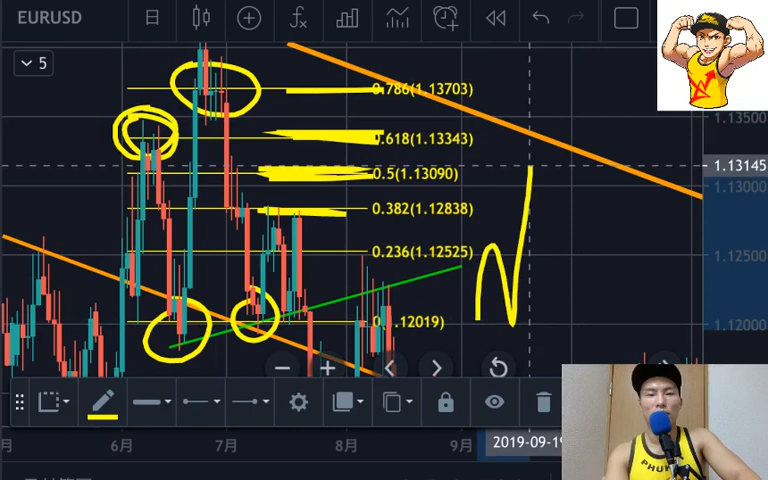 EURUSD
日
5
0.786(1.13703)
0.618(1.13343)
0.5(1.13090)
0.382(1.12838)
0.236(1.12525)
.12019)
1.13500
1.13145
1.13000
1.12500
1.12000
6月
7月
8月
9月
2019-09-19
PHUT